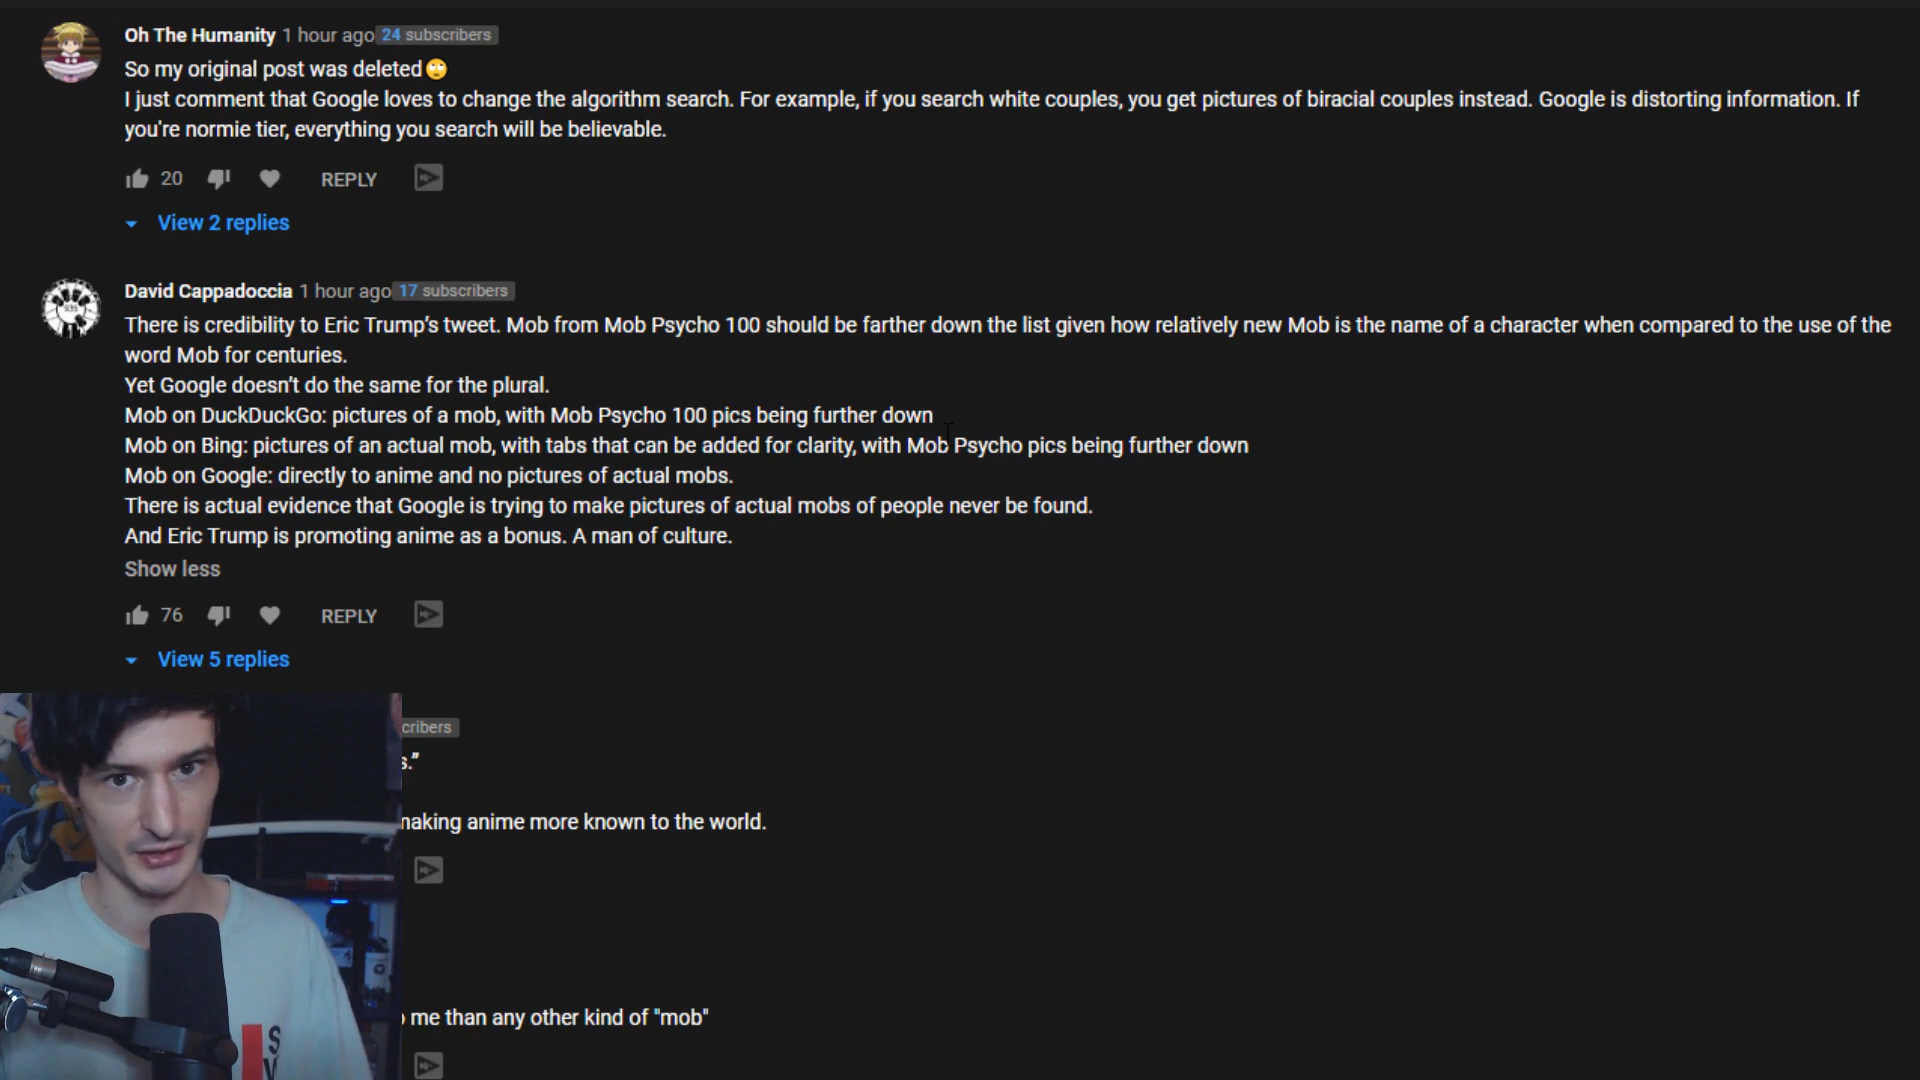 Oh The Humanity 1 hour ago 24 subscribers
So my original post was deleted🙄
I just comment that Google loves to change the algorithm search. For example, if you search white couples, you get pictures of biracial couples instead. Google is distorting information. If
you're normie tier, everything you search will be believable.
20 REPLY
View 2 replies
David Cappadoccia 1 hour ago 17 subscribers
There is credibility to Eric Trump's tweet. Mob from Mob Psycho 100 should be farther down the list given how relatively new Mob is the name of a character when compared to the use of the
word Mob for centuries.
Yet Google doesn't do the same for the plural.
Mob on DuckDuckGo: pictures of a mob, with Mob Psycho 100 pics being further down
Mob on Bing: pictures of an actual mob, with tabs that can be added for clarity, with Mob Psycho pics being further down
Mob on Google: directly to anime and no pictures of actual mobs.
There is actual evidence that Google is trying to make pictures of actual mobs of people never be found.
And Eric Trump is promoting anime as a bonus. A man of culture.
Show less
76 REPLY
View 5 replies
cribers
s."
making anime more known to the world.
me than any other kind of "mob"